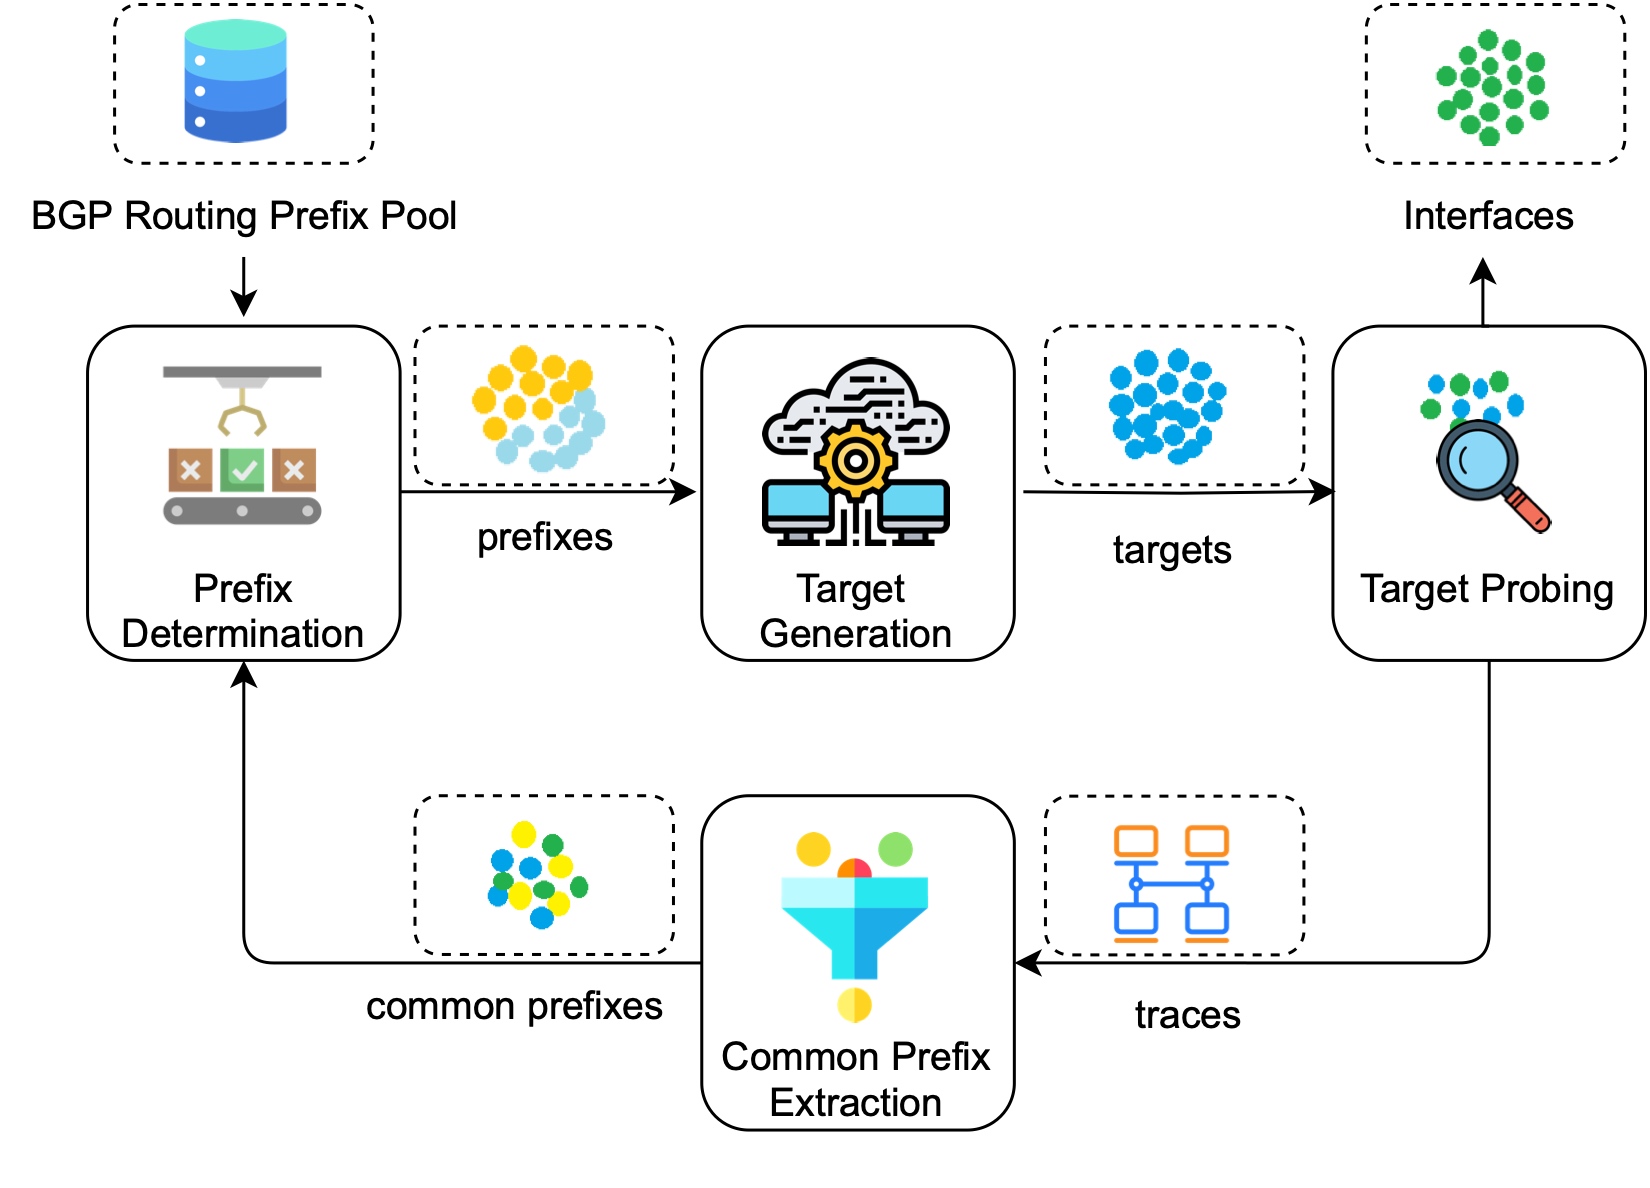 BGP Routing Prefix Pool
Interfaces
prefixes
targets
Prefix
Determination
Target
Generation
Target Probing
common prefixes
traces
Common Prefix
Extraction